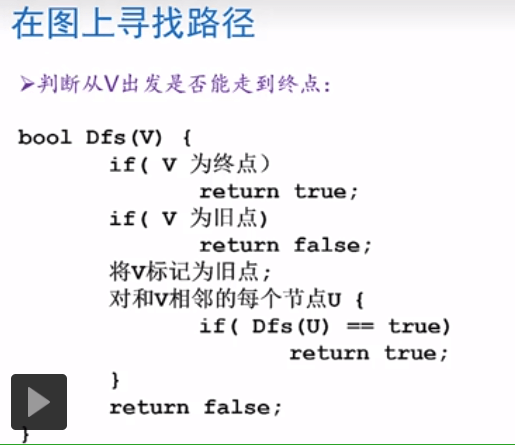 在图上寻找路径
➢判断从V出发是否能走到终点：
bool Dfs(V) {
if( V 为终点）
return true;
if( V 为旧点)
return false;
将V标记为旧点;
对和V相邻的每个节点U {
if( Dfs(U) == true)
return true;
}
return false;
}